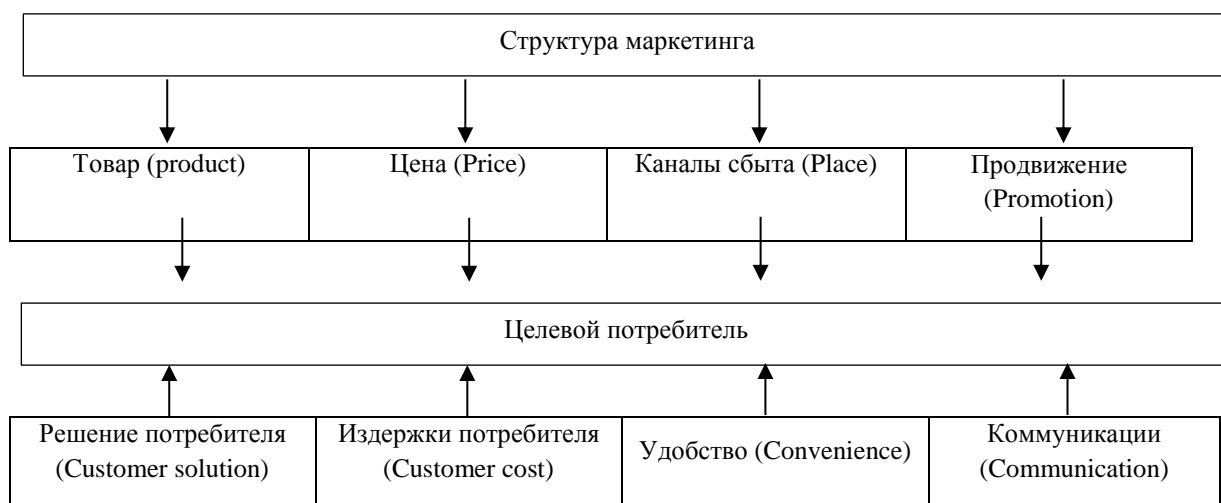 Структура маркетинга
Товар (product)
Цена (Price)
Каналы сбыта (Place)
Продвижение
(Promotion)
Целевой потребитель
Решение потребителя
(Customer solution)
Издержки потребителя
(Customer cost)
Удобство (Convenience)
Коммуникации
(Communication)